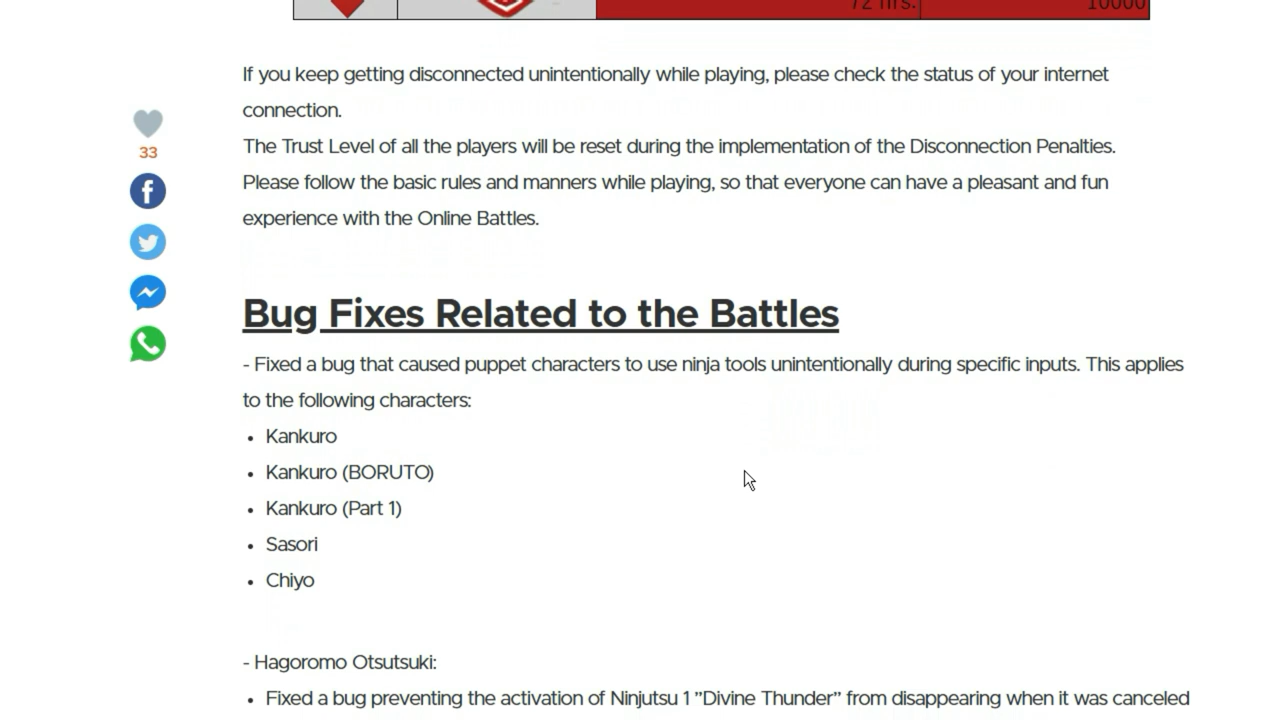 72 hrs.
10000
If you keep getting disconnected unintentionally while playing, please check the status of your internet
connection.
The Trust Level of all the players will be reset during the implementation of the Disconnection Penalties.
Please follow the basic rules and manners while playing, so that everyone can have a pleasant and fun
experience with the Online Battles.
33
Bug Fixes Related to the Battles
- Fixed a bug that caused puppet characters to use ninja tools unintentionally during specific inputs. This applies
to the following characters:
• Kankuro
• Kankuro (BORUTO)
• Kankuro (Part 1)
• Sasori
• Chiyo
- Hagoromo Otsutsuki:
• Fixed a bug preventing the activation of Ninjutsu 1 ”Divine Thunder” from disappearing when it was canceled